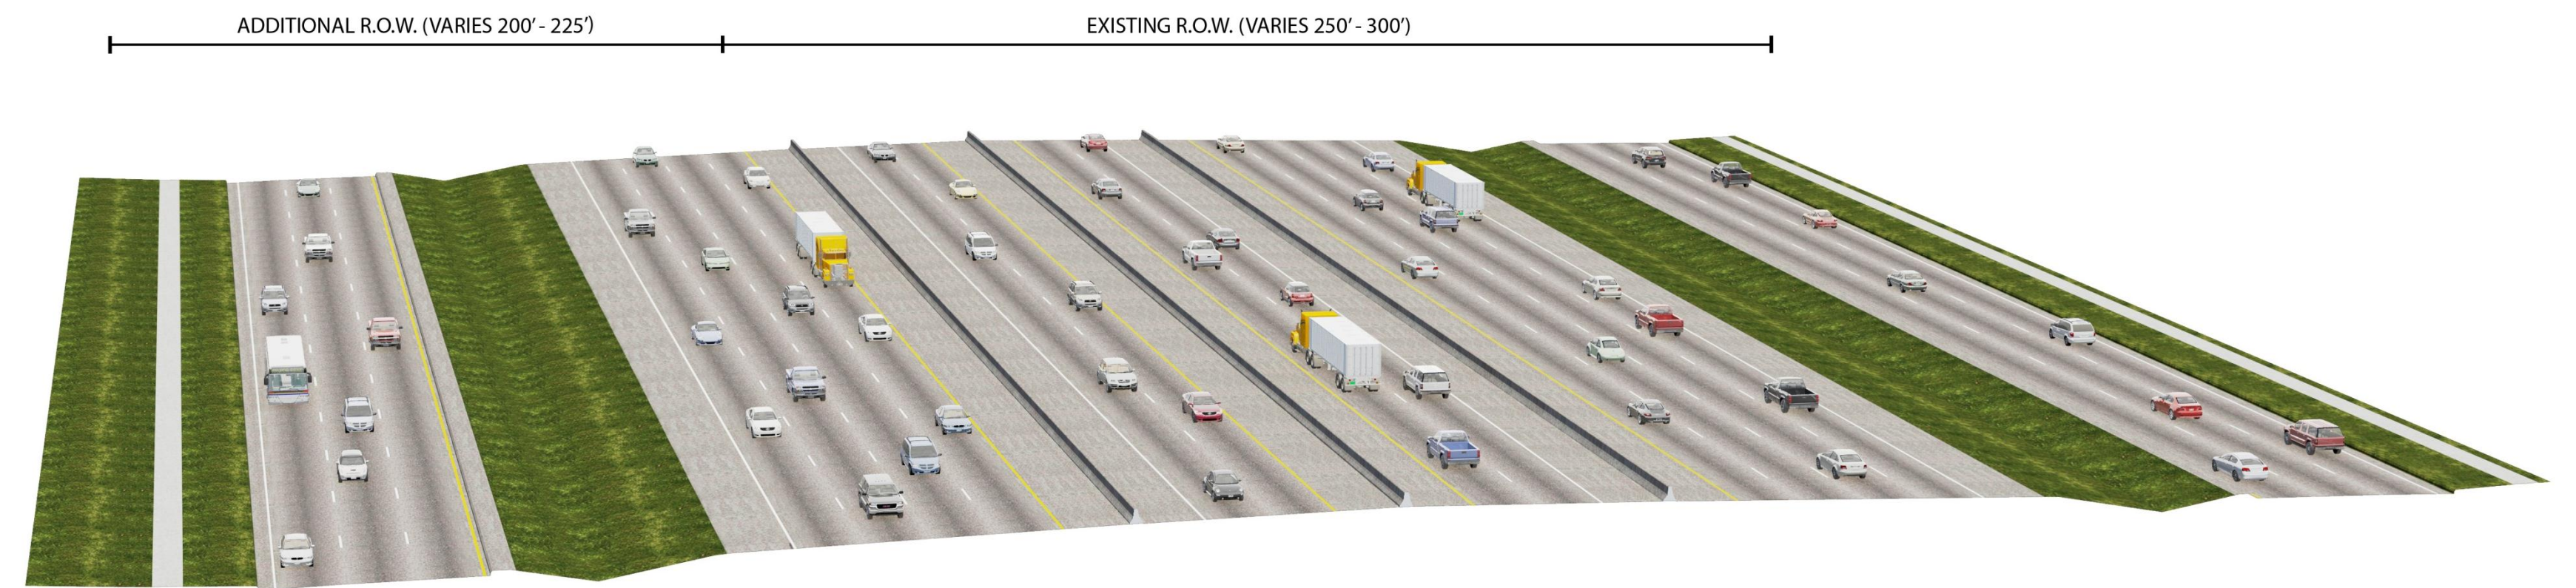 ADDITIONAL R.O.W. (VARIES 200' - 225')
EXISTING R.O.W. (VARIES 250' - 300')